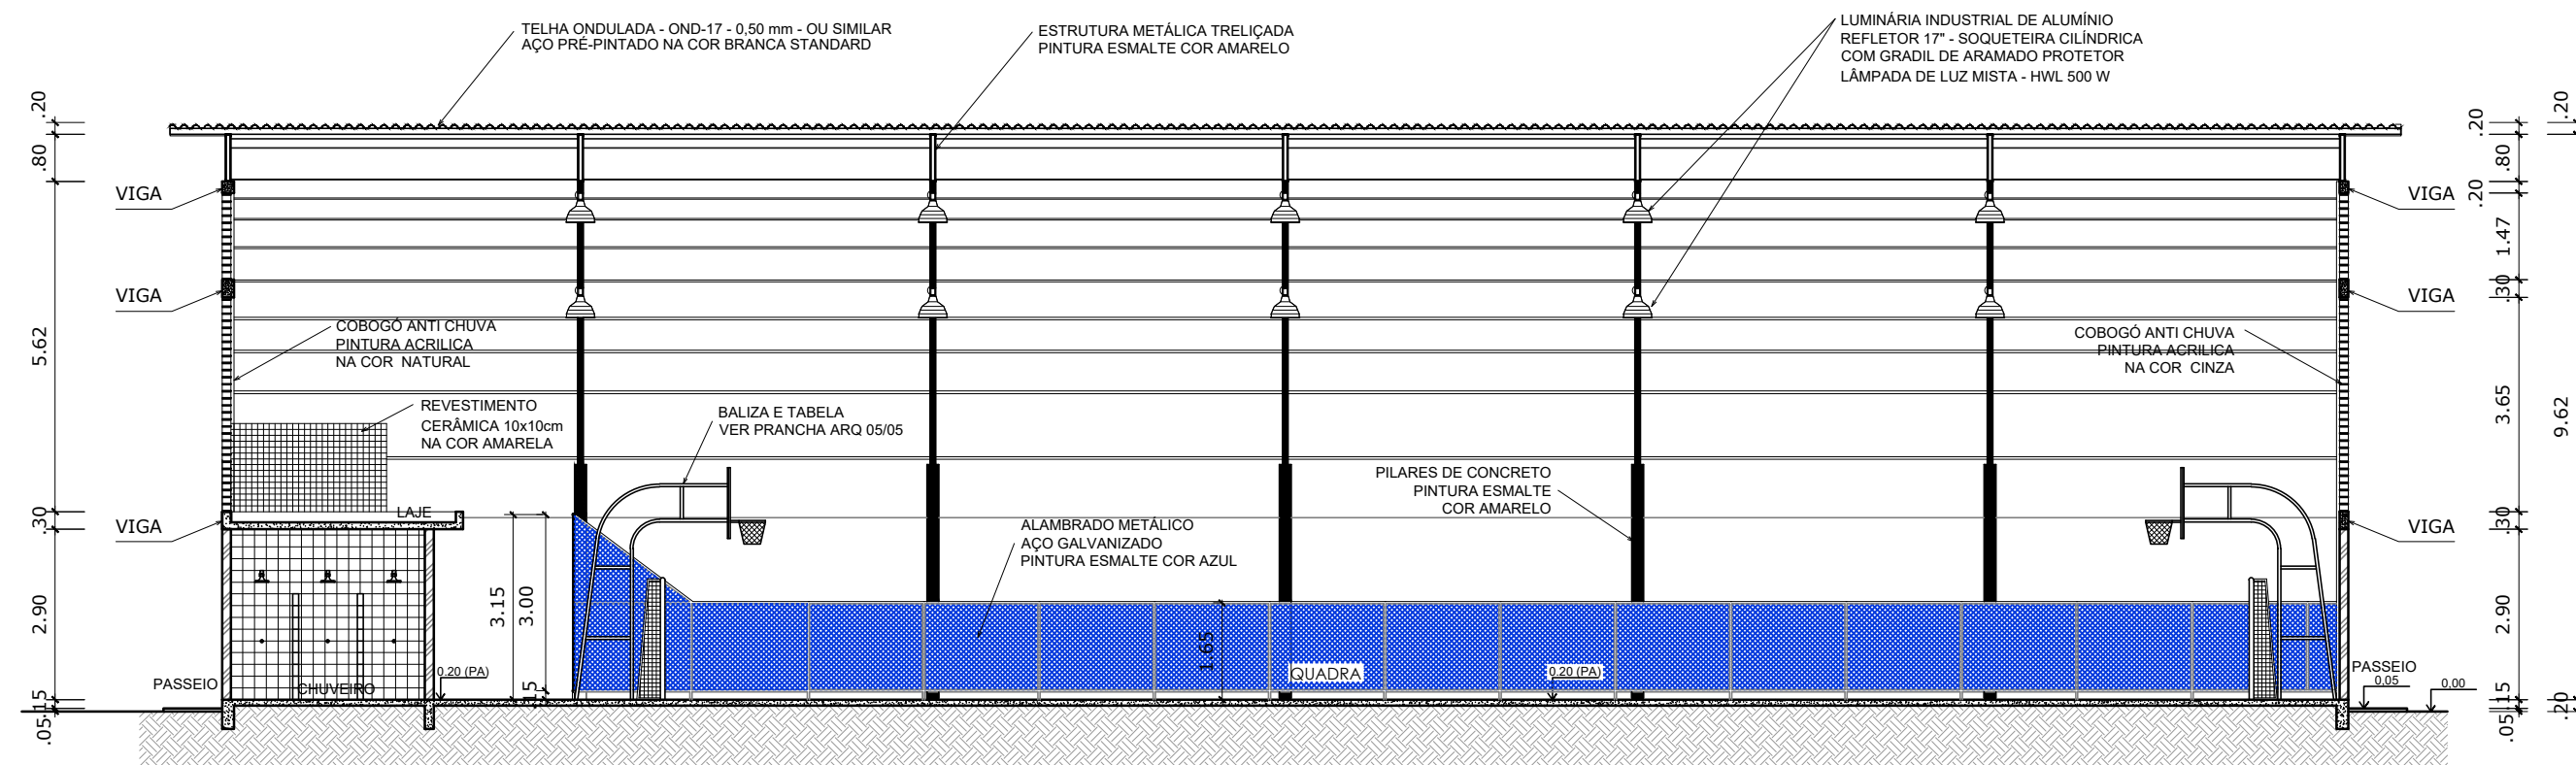 TELHA ONDULADA - OND-17 - 0,50 mm - OU SIMILAR
AÇO PRÉ-PINTADO NA COR BRANCA STANDARD
ESTRUTURA METÁLICA TRELIÇADA
PINTURA ESMALTE COR AMARELO
LUMINÁRIA INDUSTRIAL DE ALUMÍNIO
REFLETOR 17" - SOQUETEIRA CILÍNDRICA
COM GRADIL DE ARAMADO PROTETOR
LÂMPADA DE LUZ MISTA - HWL 500 W
.20
.80
5.62
.30
2.90
.15
.05
VIGA
VIGA
VIGA
COBOGÓ ANTI CHUVA
PINTURA ACRILICA
NA COR NATURAL
REVESTIMENTO
CERÂMICA 10x10cm
NA COR AMARELA
LAJE
BALIZA E TABELA
VER PRANCHA ARQ 05/05
ALAMBRADO METÁLICO
AÇO GALVANIZADO
PINTURA ESMALTE COR AZUL
PILARES DE CONCRETO
PINTURA ESMALTE
COR AMARELO
COBOGÓ ANTI CHUVA
PINTURA ACRILICA
NA COR CINZA
VIGA
VIGA
VIGA
PASSEIO
CHUVEIRO
0.20 (PA)
3.15
3.00
.15
1.65
QUADRA
0.20 (PA)
PASSEIO
0,05
0,00
.20
.80
.20
1.47
.30
3.65
.30
2.90
.15
.05
.20
9.62
.20